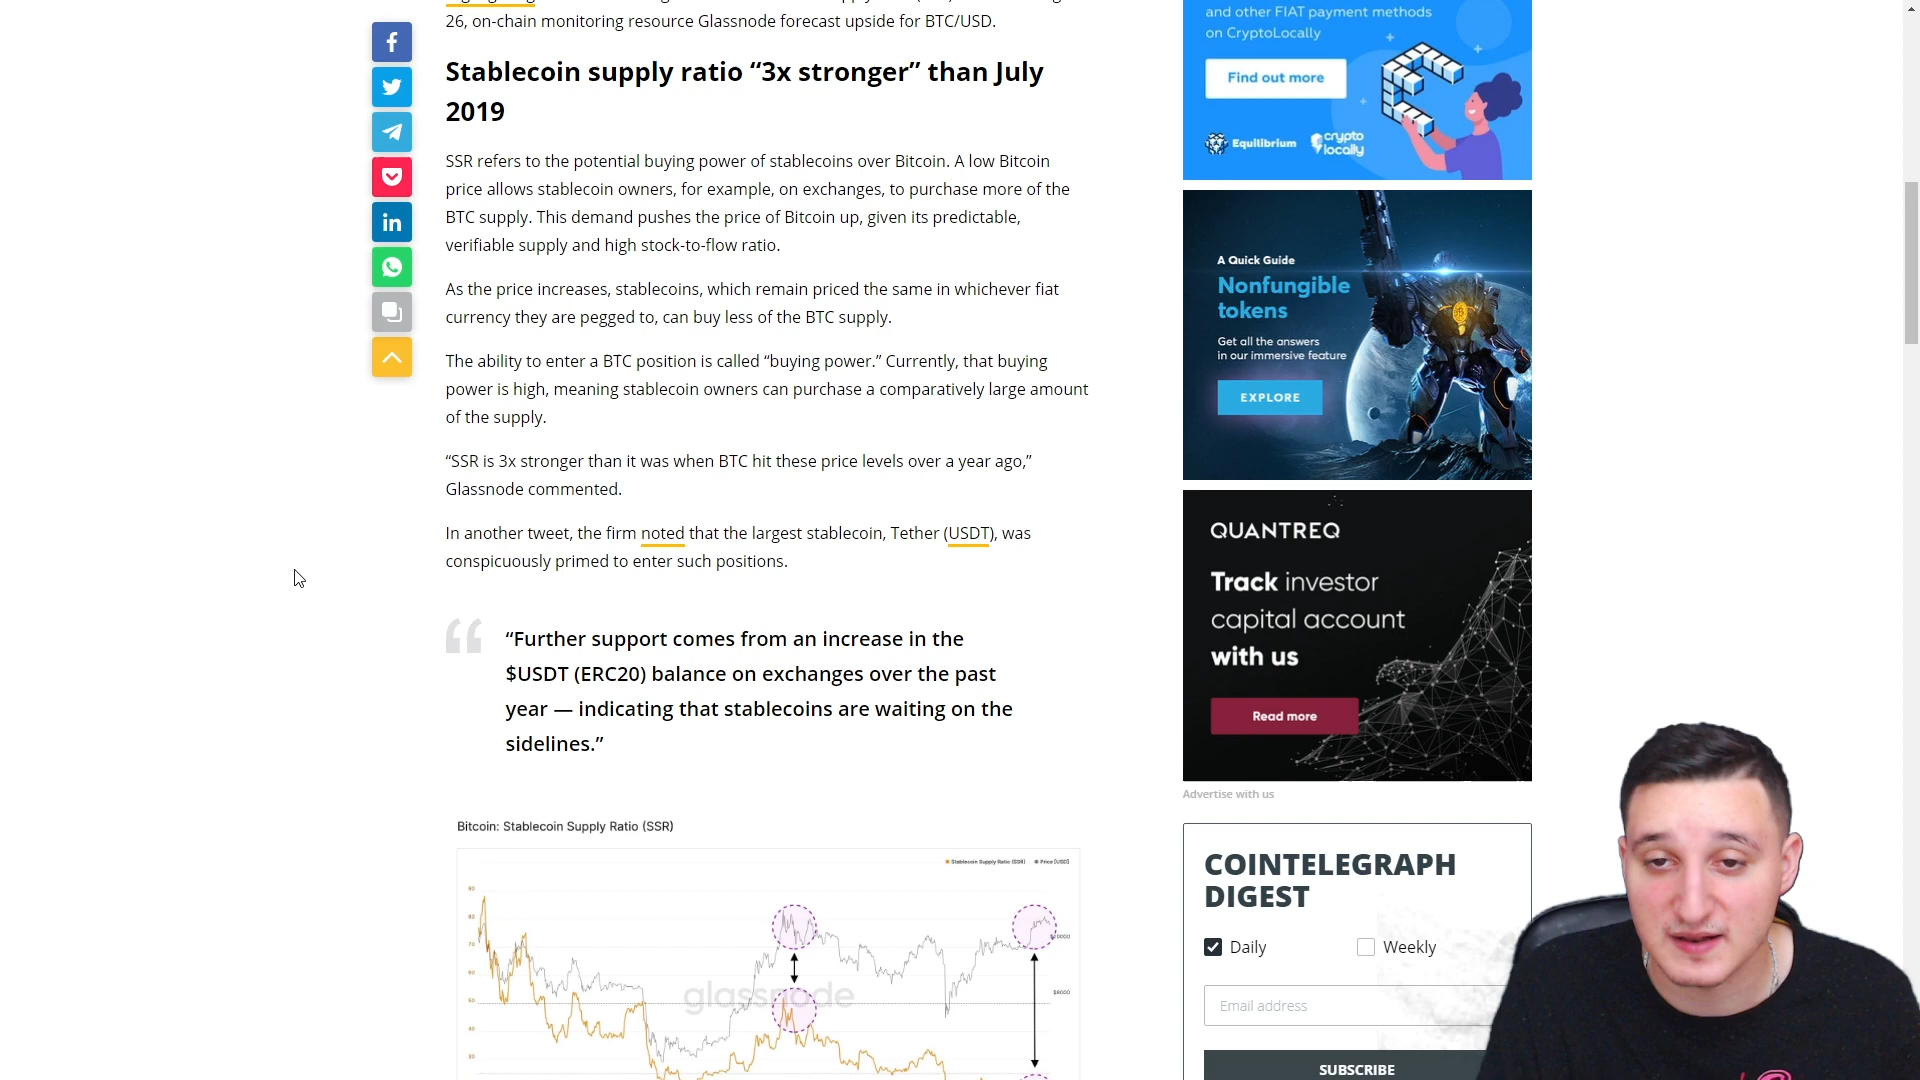 26, on-chain monitoring resource Glassnode forecast upside for BTC/USD.
Stablecoin supply ratio “3x stronger” than July
2019
SSR refers to the potential buying power of stablecoins over Bitcoin. A low Bitcoin
price allows stablecoin owners, for example, on exchanges, to purchase more of the
BTC supply. This demand pushes the price of Bitcoin up, given its predictable,
verifiable supply and high stock-to-flow ratio.
As the price increases, stablecoins, which remain priced the same in whichever fiat
currency they are pegged to, can buy less of the BTC supply.
The ability to enter a BTC position is called “buying power.” Currently, that buying
power is high, meaning stablecoin owners can purchase a comparatively large amount
of the supply.
“SSR is 3x stronger than it was when BTC hit these price levels over a year ago,”
Glassnode commented.
In another tweet, the firm noted that the largest stablecoin, Tether (USDT), was
conspicuously primed to enter such positions.
“Further support comes from an increase in the
$USDT (ERC20) balance on exchanges over the past
year — indicating that stablecoins are waiting on the
sidelines.”
Bitcoin: Stablecoin Supply Ratio (SSR)
Stablecoin Supply Ratio (SSR) Price [USD]
90
80
70
60
50
40
30
$8000
glassnode
and other FIAT payment methods
on CryptoLocally
Find out more
Equilibrium
crypto
locally
A Quick Guide
Nonfungible
tokens
Get all the answers
in our immersive feature
EXPLORE
QUANTREQ
Track investor
capital account
with us
Read more
Advertise with us
COINTELEGRAPH
DIGEST
Daily
Weekly
Email address
SUBSCRIBE